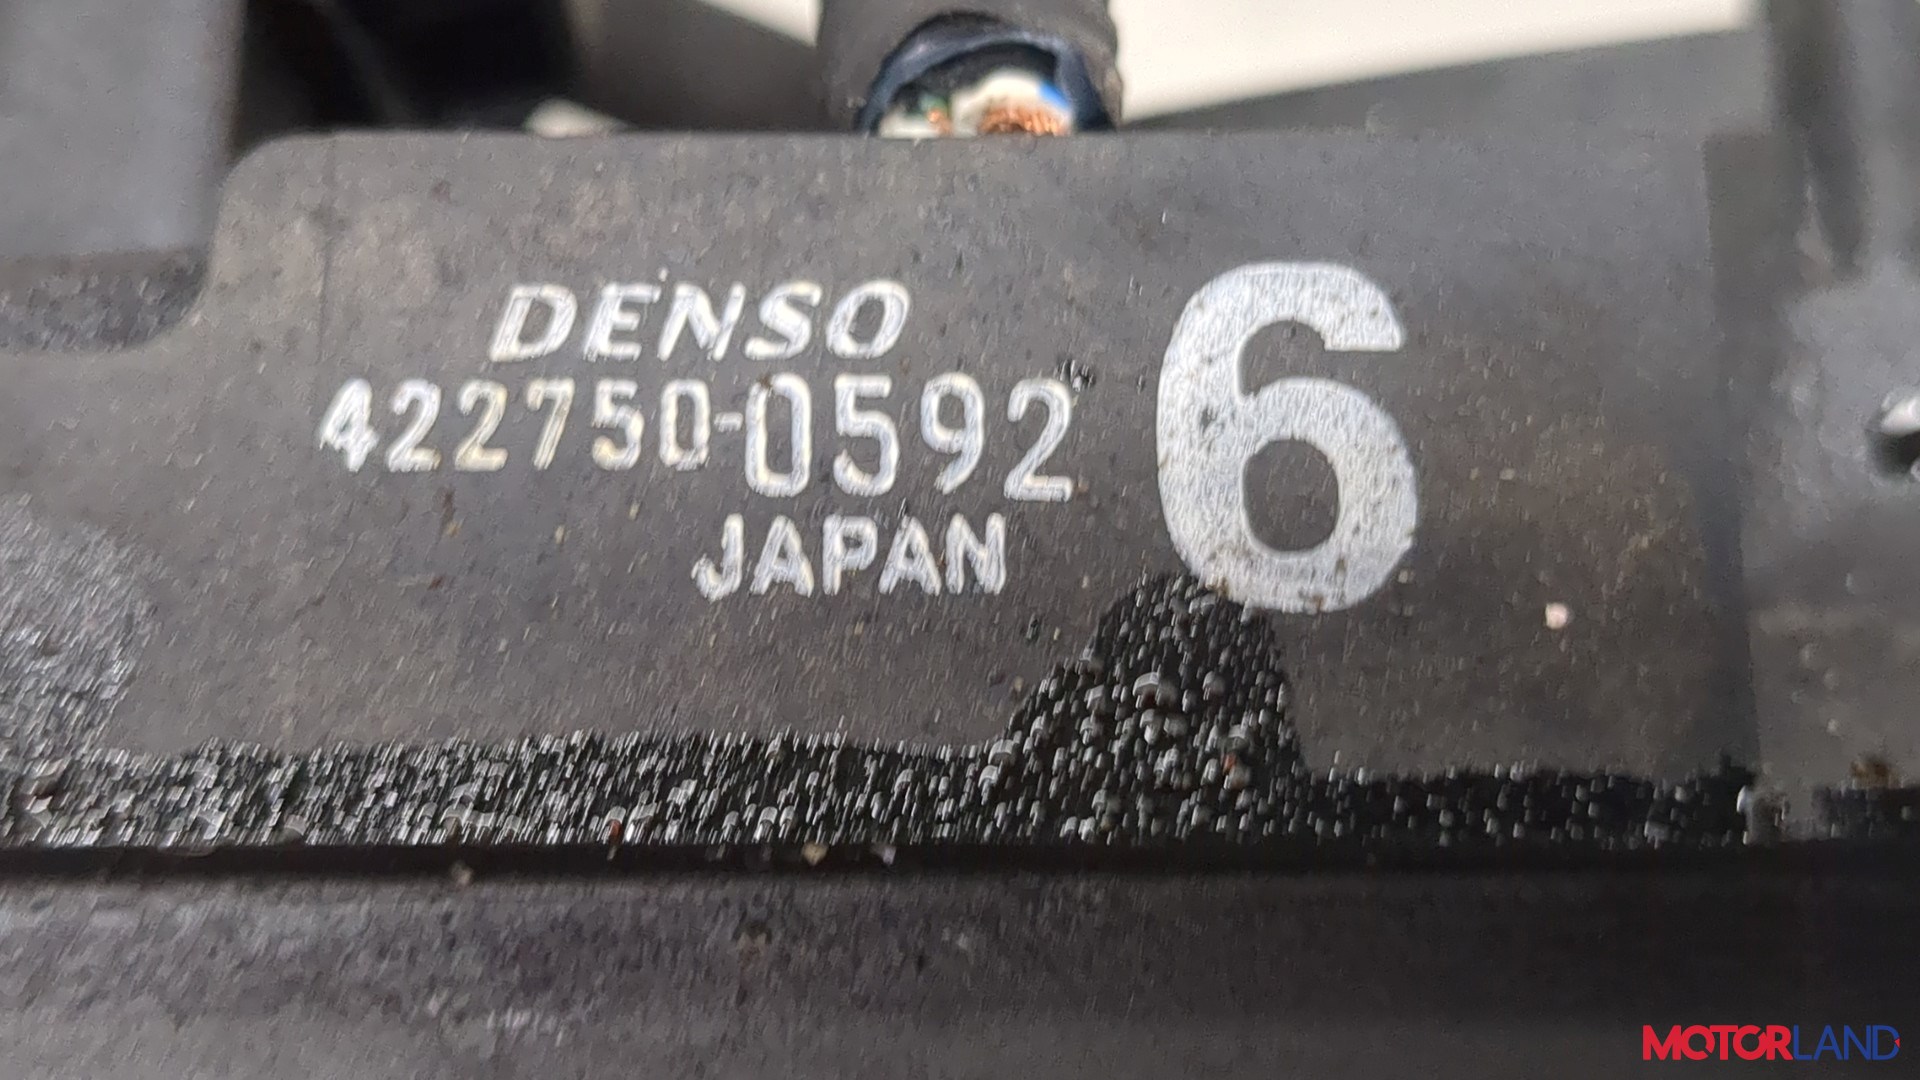 DENSO
422750-0592
JAPAN
6
MOTORLAND